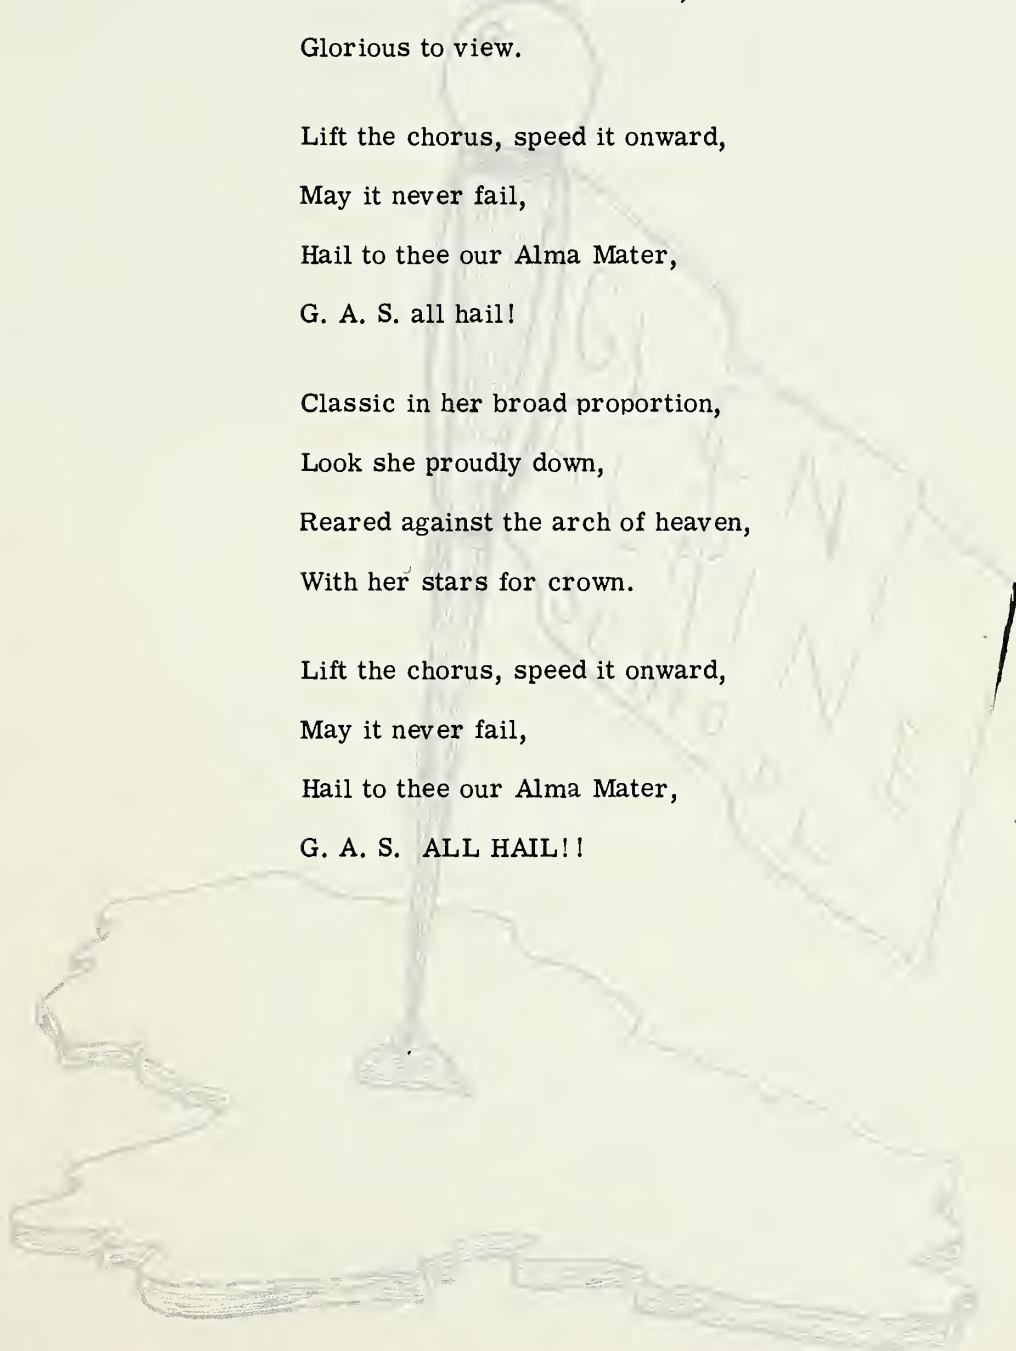 Glorious to view.
Lift the chorus, speed it onward,
May it never fail,
Hail to thee our Alma Mater,
G. A. S. all hail!
Classic in her broad proportion,
Look she proudly down,
Reared against the arch of heaven,
With her stars for crown.
Lift the chorus, speed it onward,
May it never fail,
Hail to thee our Alma Mater,
G. A. S. ALL HAIL!!